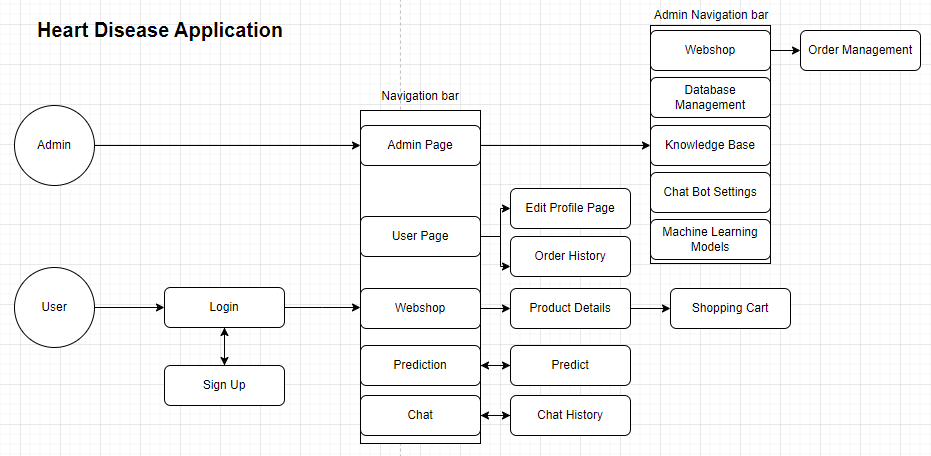 Heart Disease Application
Admin Navigation bar
Webshop
Order Management
Database
Management
Knowledge Base
Chat Bot Settings
Machine Learning
Models
Navigation bar
Admin
Admin Page
User Page
Edit Profile Page
Order History
User
Login
Webshop
Product Details
Shopping Cart
Sign Up
Prediction
Predict
Chat
Chat History